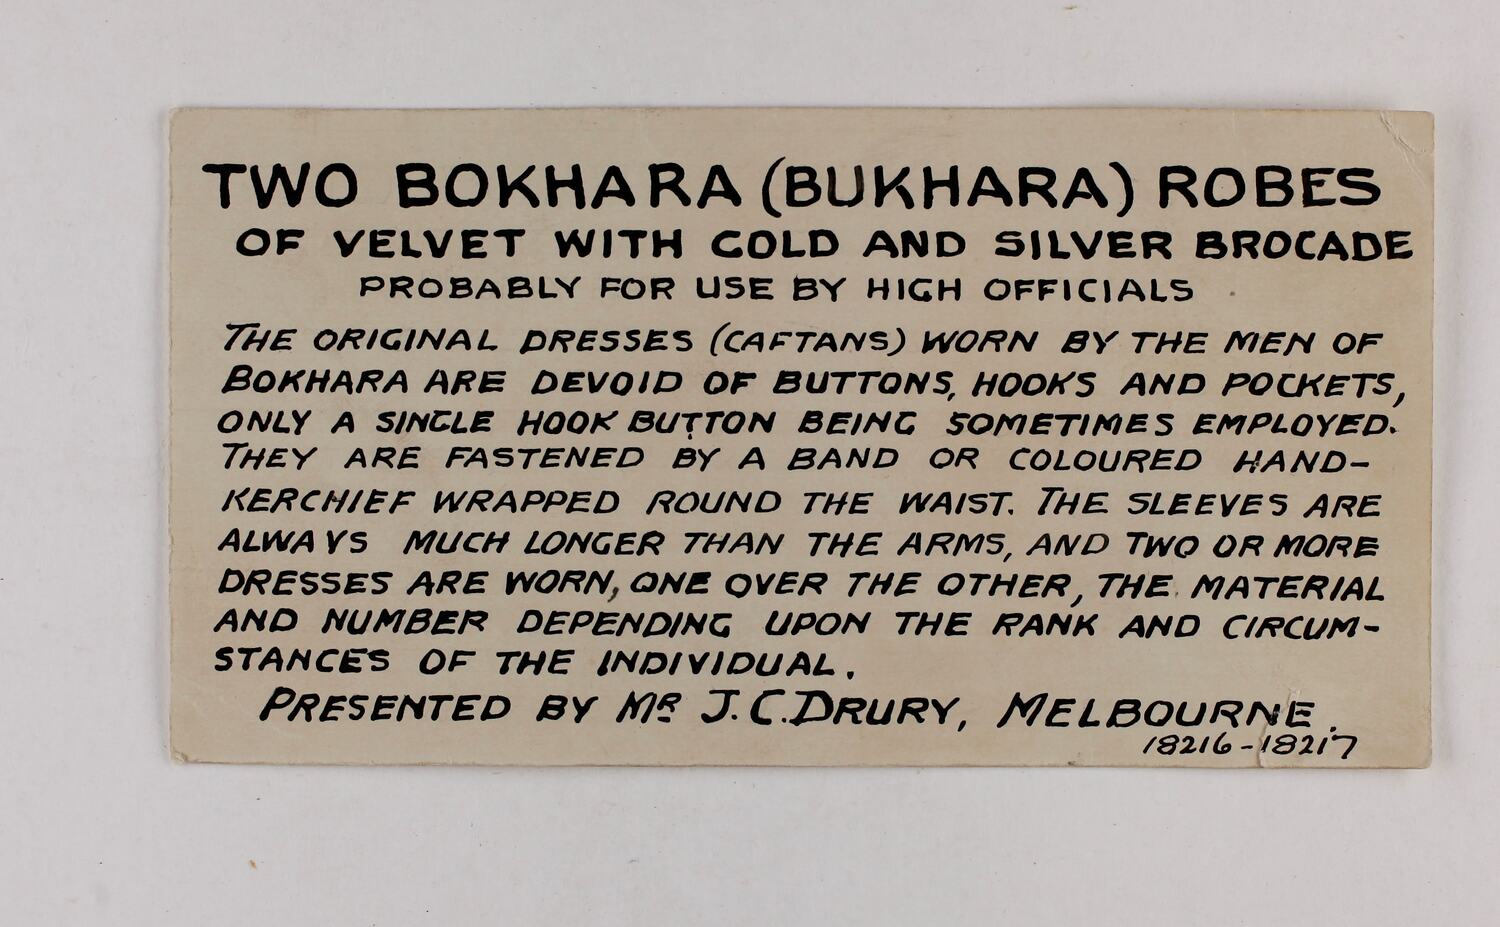 TWO BOKHARA (BUKHARA) ROBES
OF VELVET WITH GOLD AND SILVER BROCADE
PROBABLY FOR USE BY HIGH OFFICIALS
THE ORIGINAL DRESSES (CAFTANS) WORN BY THE MEN OF
BOKHARA ARE DEVOID OF BUTTONS, HOOKS AND POCKETS,
ONLY A SINGLE HOOK BUTTON BEING SOMETIMES EMPLOYED.
THEY ARE FASTENED BY A BAND OR COLOURED HAND-
KERCHIEF WRAPPED ROUND THE WAIST. THE SLEEVES ARE
ALWAYS MUCH LONGER THAN THE ARMS, AND TWO OR MORE
DRESSES ARE WORN, ONE OVER THE OTHER, THE MATERIAL
AND NUMBER DEPENDING UPON THE RANK AND CIRCUM-
STANCES OF THE INDIVIDUAL.
PRESENTED BY MR J. C. DRURY, MELBOURNE.
18216-18217